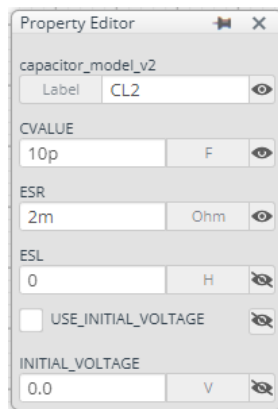 Property Editor
capacitor_model_v2
Label CL2
CVALUE
10p F
ESR
2m Ohm
ESL
0 H
USE_INITIAL_VOLTAGE
INITIAL_VOLTAGE
0.0 V